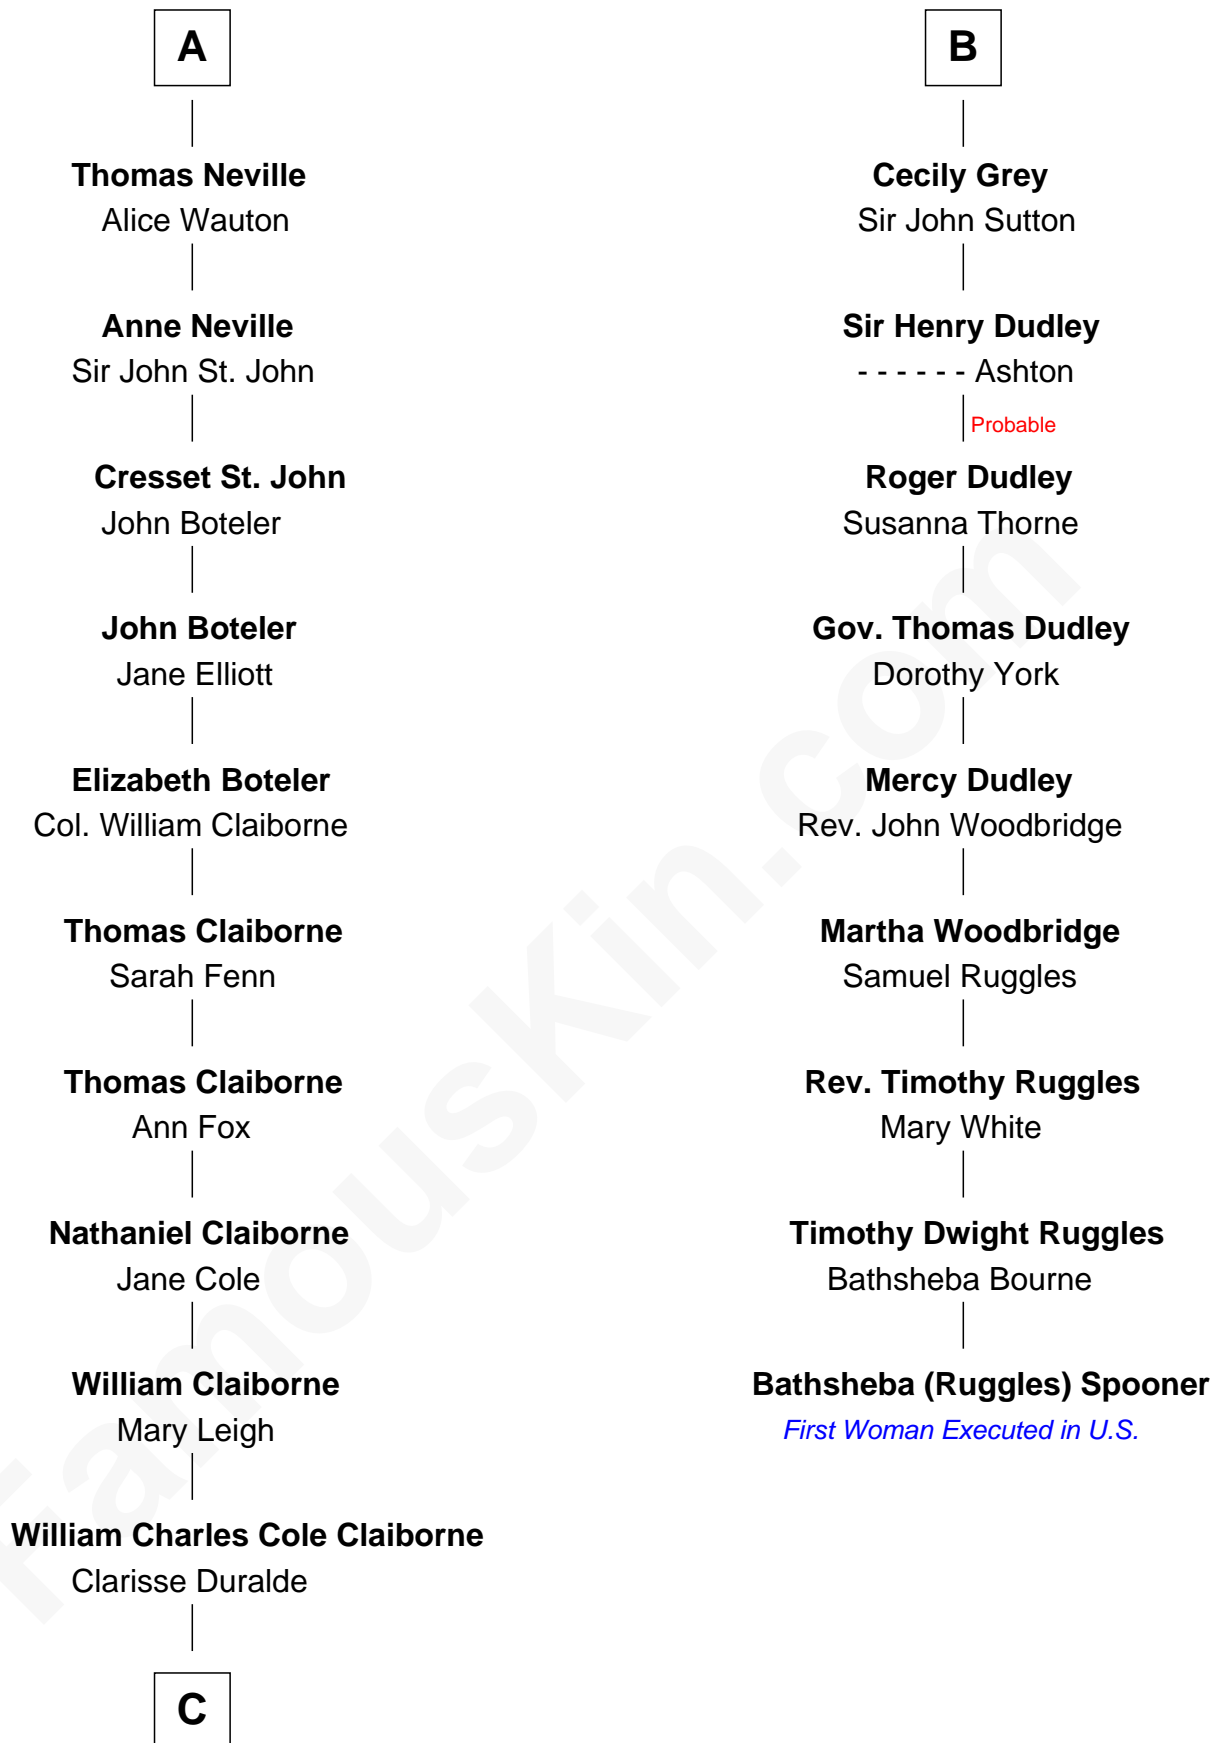 A
Thomas Neville
Alice Wauton
Anne Neville
Sir John St. John
Cresset St. John
John Boteler
John Boteler
Jane Elliott
Elizabeth Boteler
Col. William Claiborne
Thomas Claiborne
Sarah Fenn
Thomas Claiborne
Ann Fox
Nathaniel Claiborne
Jane Cole
William Claiborne
Mary Leigh
William Charles Cole Claiborne
Clarisse Duralde
C
B
Cecily Grey
Sir John Sutton
Sir Henry Dudley
- - - - - - Ashton
Probable
Roger Dudley
Susanna Thorne
Gov. Thomas Dudley
Dorothy York
Mercy Dudley
Rev. John Woodbridge
Martha Woodbridge
Samuel Ruggles
Rev. Timothy Ruggles
Mary White
Timothy Dwight Ruggles
Bathsheba Bourne
Bathsheba (Ruggles) Spooner
First Woman Executed in U.S.
FamousKin.com